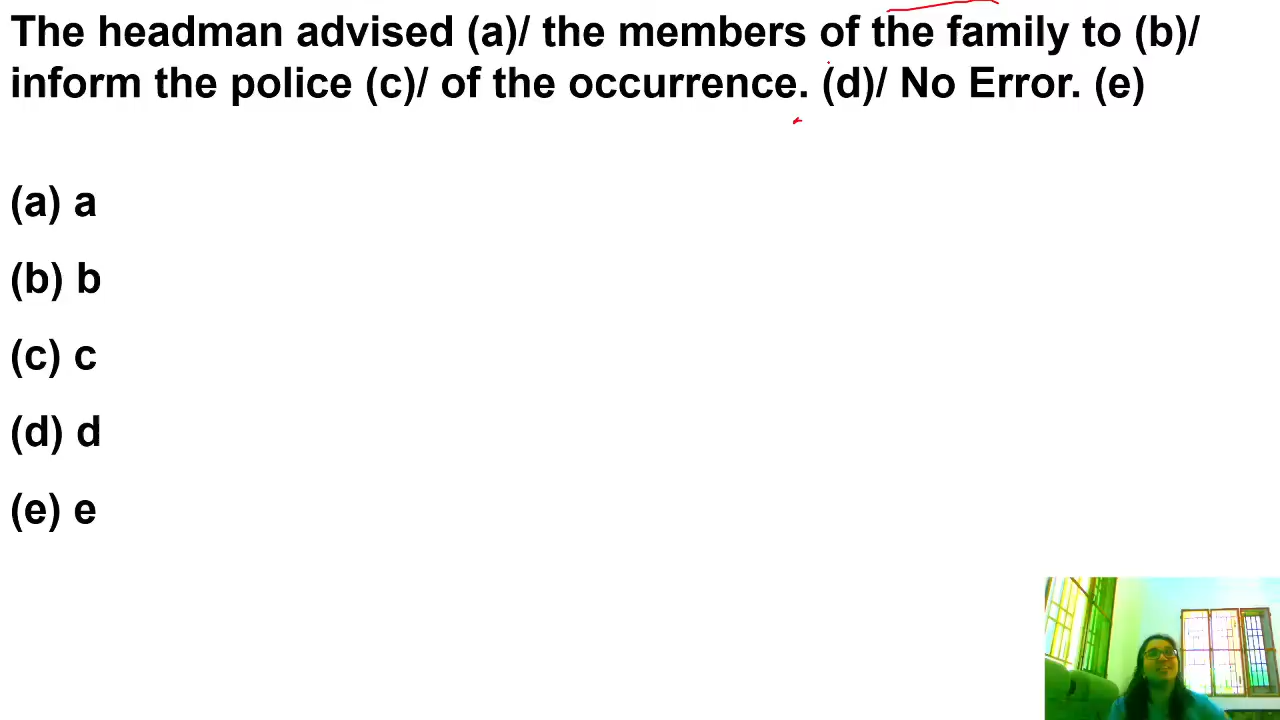 The headman advised (a)/ the members of the family to (b)/
inform the police (c)/ of the occurrence. (d)/ No Error. (e)
(a) a
(b) b
(c) c
(d) d
(e) e